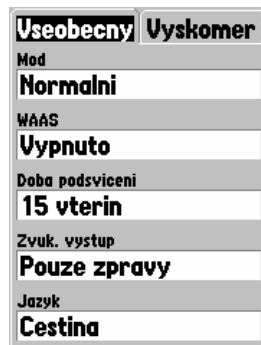 Vseobecny Vyskomer
Mod
Normalni
WAAS
Vypnuto
Doba podsviceni
15 vterin
Zvuk. vystup
Pouze zpravy
Jazyk
Cestina